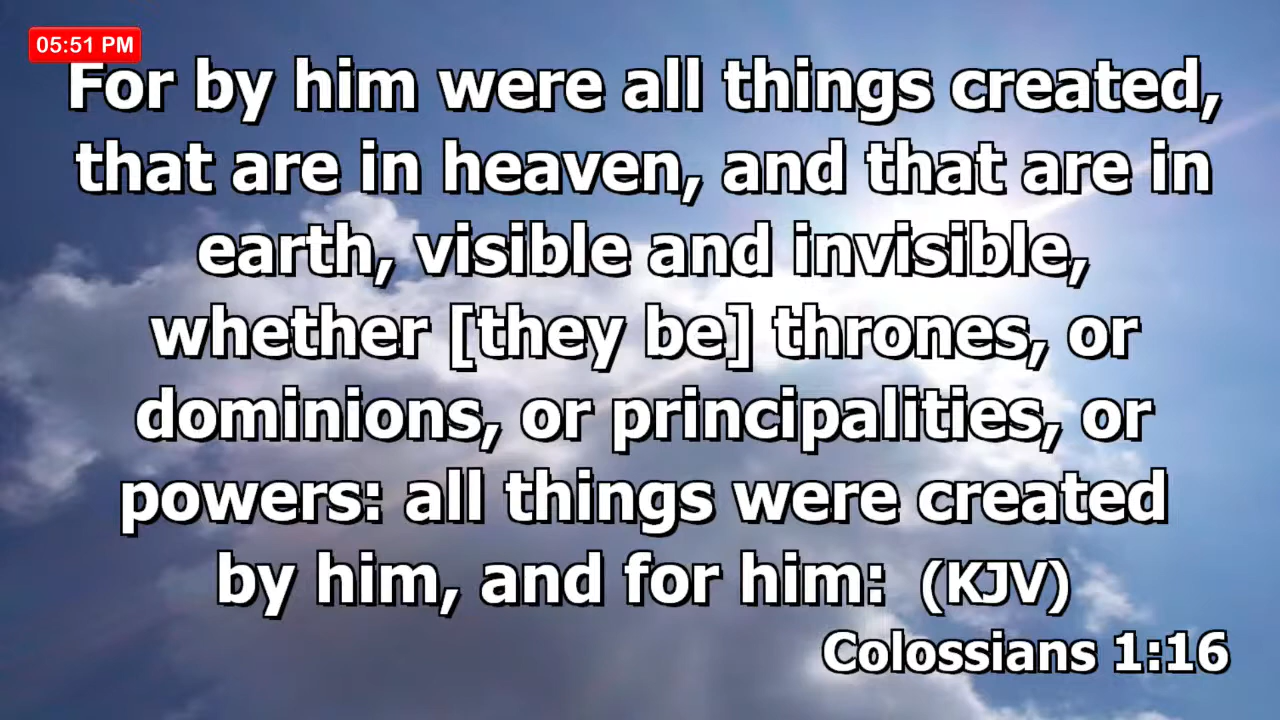 05:51 PM
For by him were all things created,
that are in heaven, and that are in
earth, visible and invisible,
whether [they be] thrones, or
dominions, or principalities, or
powers: all things were created
by him, and for him: (KJV)
Colossians 1:16